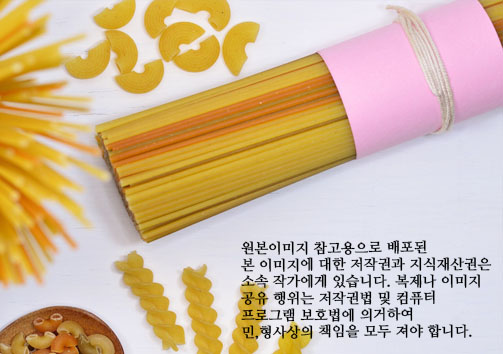 원본이미지 참고용으로 배포된
본 이미지에 대한 저작권과 지식재산권은
소속 작가에게 있습니다. 복제나 이미지
공유 행위는 저작권법 및 컴퓨터
프로그램 보호법에 의거하여
민,형사상의 책임을 모두 져야 합니다.